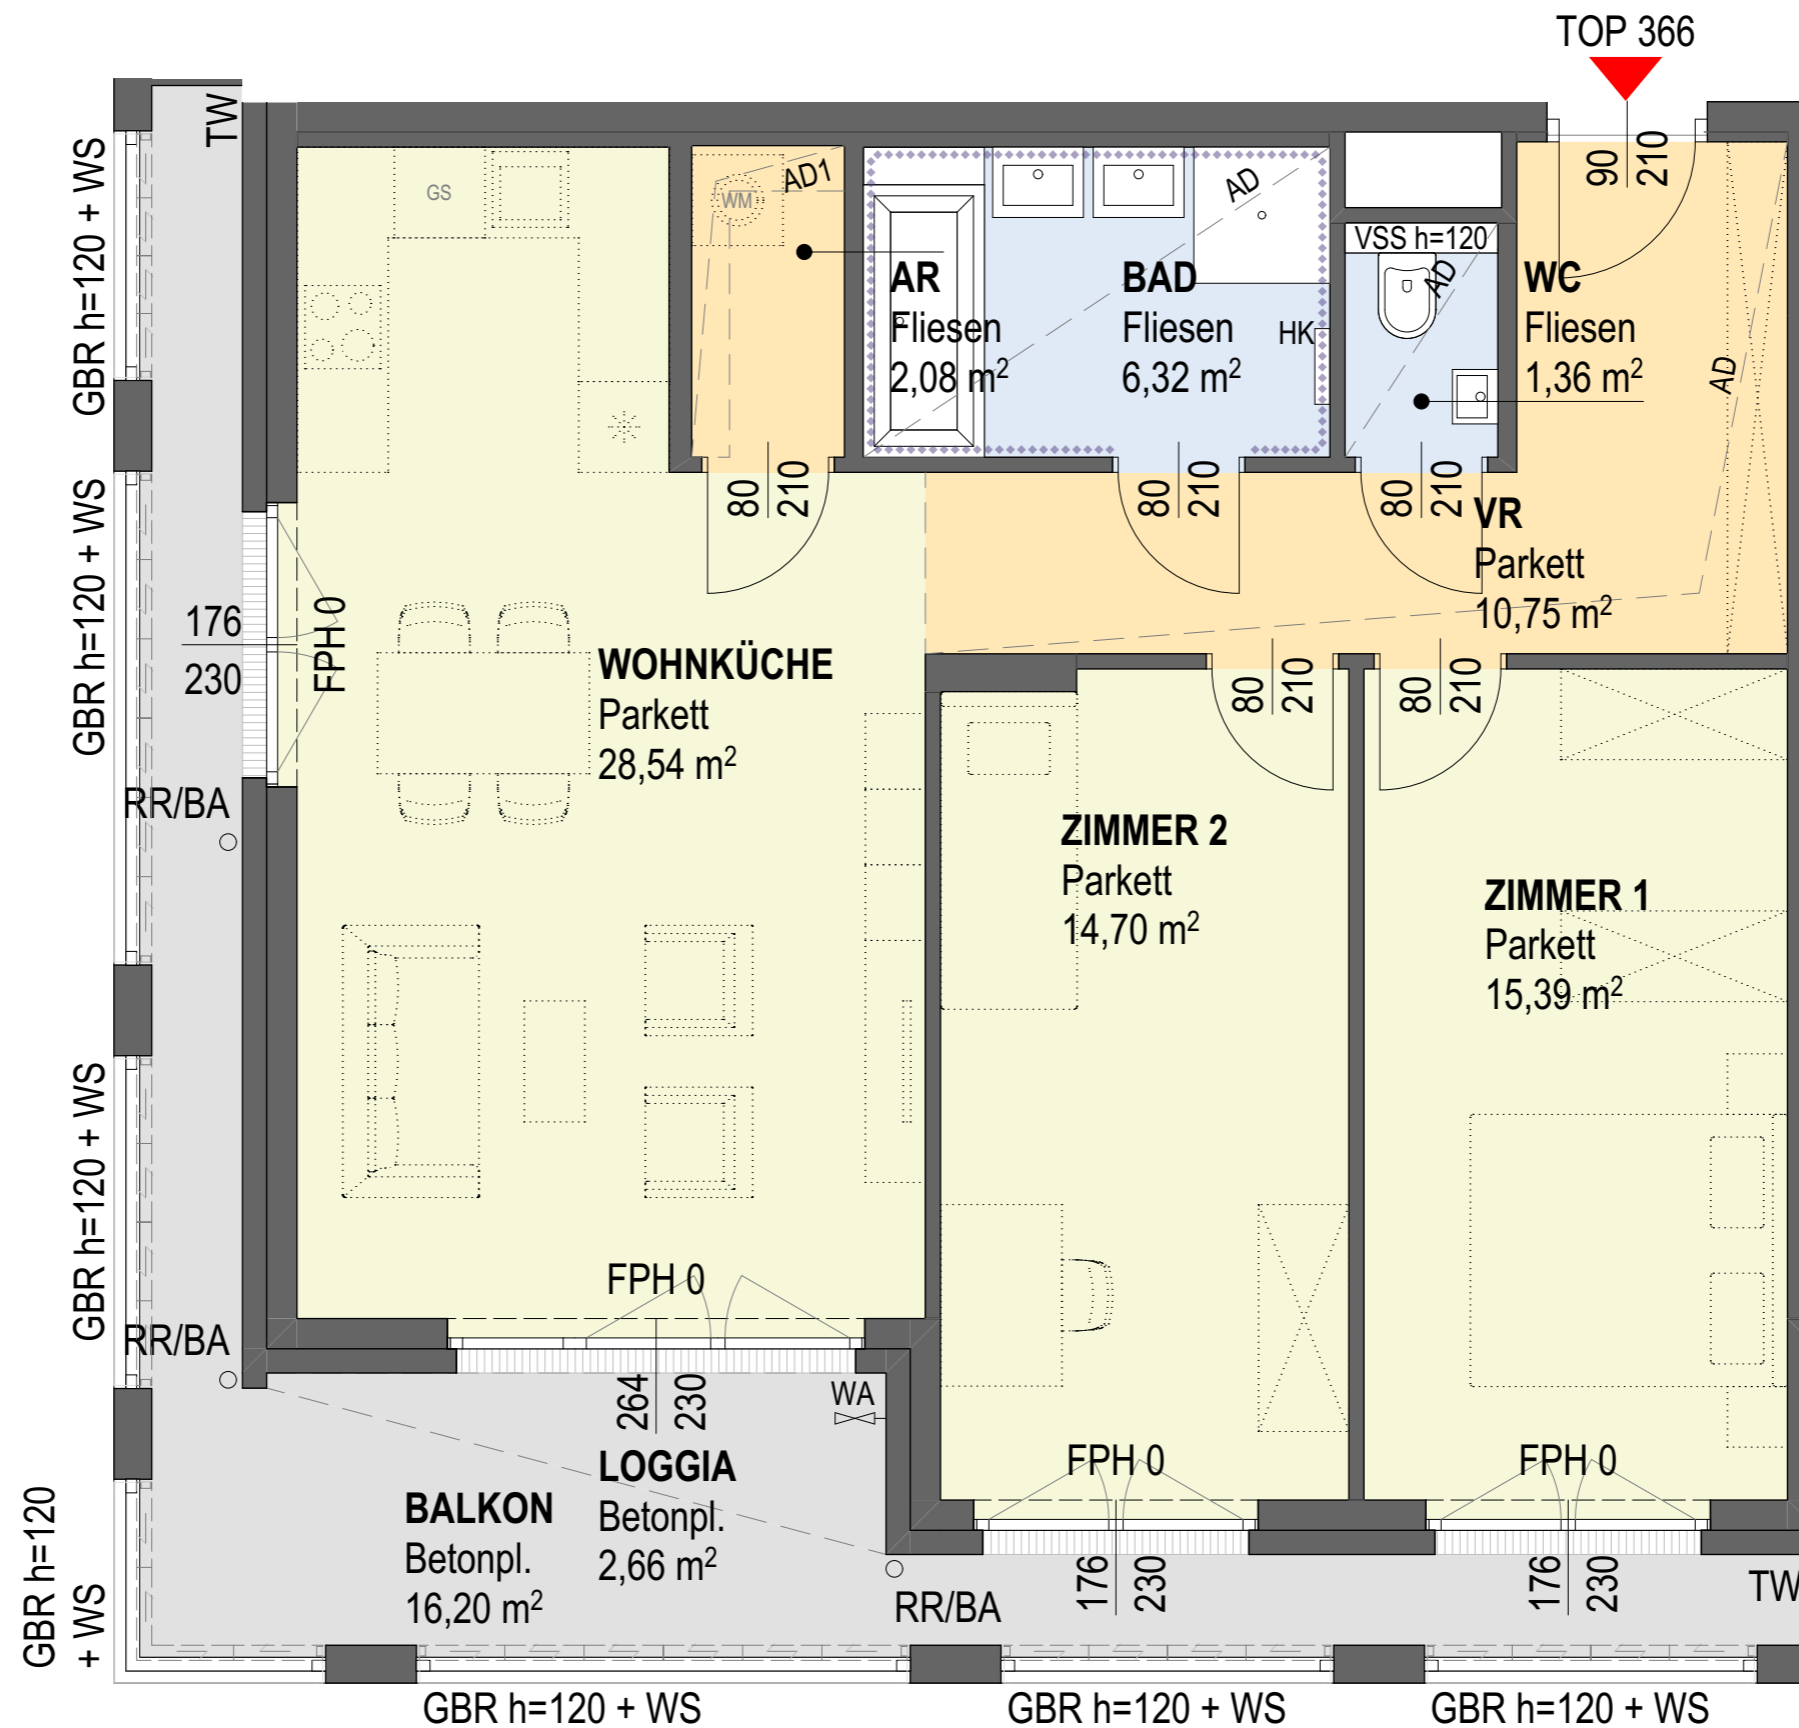 TOP 366
90
210
TW
GBR h=120 + WS
GS
WM
AD1
AD
VSS h=120
AD
AR
Fliesen
2,08 m²
BAD
Fliesen
6,32 m²
HK
WC
Fliesen
1,36 m²
AD
80
210
80
210
80
210
VR
Parkett
10,75 m²
GBR h=120 + WS
176
230
FPH 0
WOHNKÜCHE
Parkett
28,54 m²
80
210
80
210
RR/BA
ZIMMER 2
Parkett
14,70 m²
ZIMMER 1
Parkett
15,39 m²
GBR h=120 + WS
FPH 0
RR/BA
264
230
WA
LOGGIA
Betonpl.
2,66 m²
BALKON
Betonpl.
16,20 m²
FPH 0
FPH 0
176
230
176
230
RR/BA
TW
GBR h=120
+ WS
GBR h=120 + WS
GBR h=120 + WS
GBR h=120 + WS